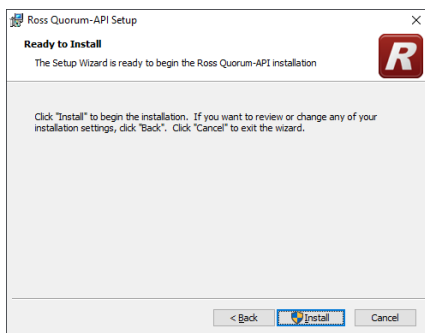 Ross Quorum-API Setup
Ready to Install
The Setup Wizard is ready to begin the Ross Quorum-API installation
R
Click "Install" to begin the installation. If you want to review or change any of your
installation settings, click "Back". Click "Cancel" to exit the wizard.
< Back
Install
Cancel